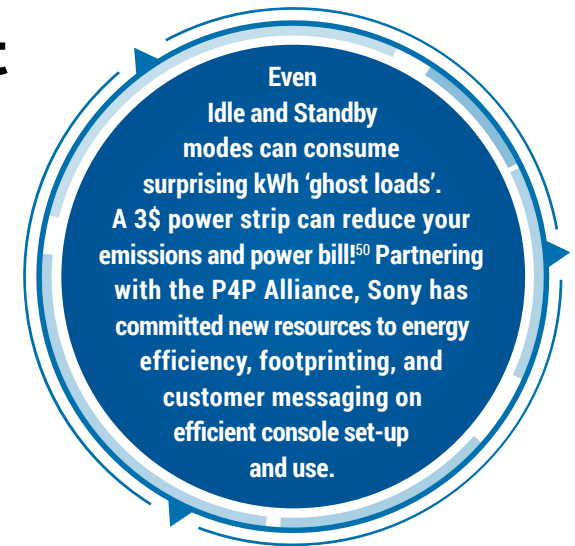 t
Even
Idle and Standby
modes can consume
surprising kWh ‘ghost loads’.
A 3$ power strip can reduce your
emissions and power bill!50 Partnering
with the P4P Alliance, Sony has
committed new resources to energy
efficiency, footprinting, and
customer messaging on
efficient console set-up
and use.